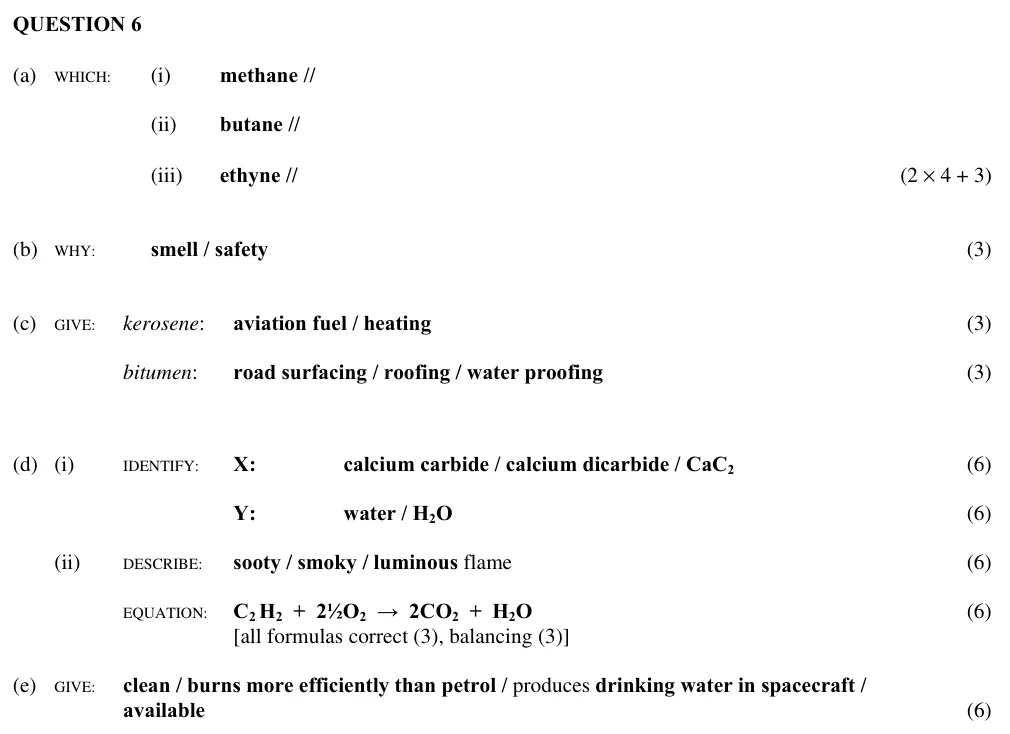 QUESTION 6
(a) WHICH: (i) methane //
(ii) butane //
(iii) ethyne // (2 × 4 + 3)
(b) WHY: smell / safety (3)
(c) GIVE: kerosene: aviation fuel / heating (3)
bitumen: road surfacing / roofing / water proofing (3)
(d) (i) IDENTIFY: X: calcium carbide / calcium dicarbide / CaC₂ (6)
Y: water / H₂O (6)
(ii) DESCRIBE: sooty / smoky / luminous flame (6)
EQUATION: C₂ H₂ + 2½O₂ → 2CO₂ + H₂O (6)
[all formulas correct (3), balancing (3)]
(e) GIVE: clean / burns more efficiently than petrol / produces drinking water in spacecraft /
available (6)